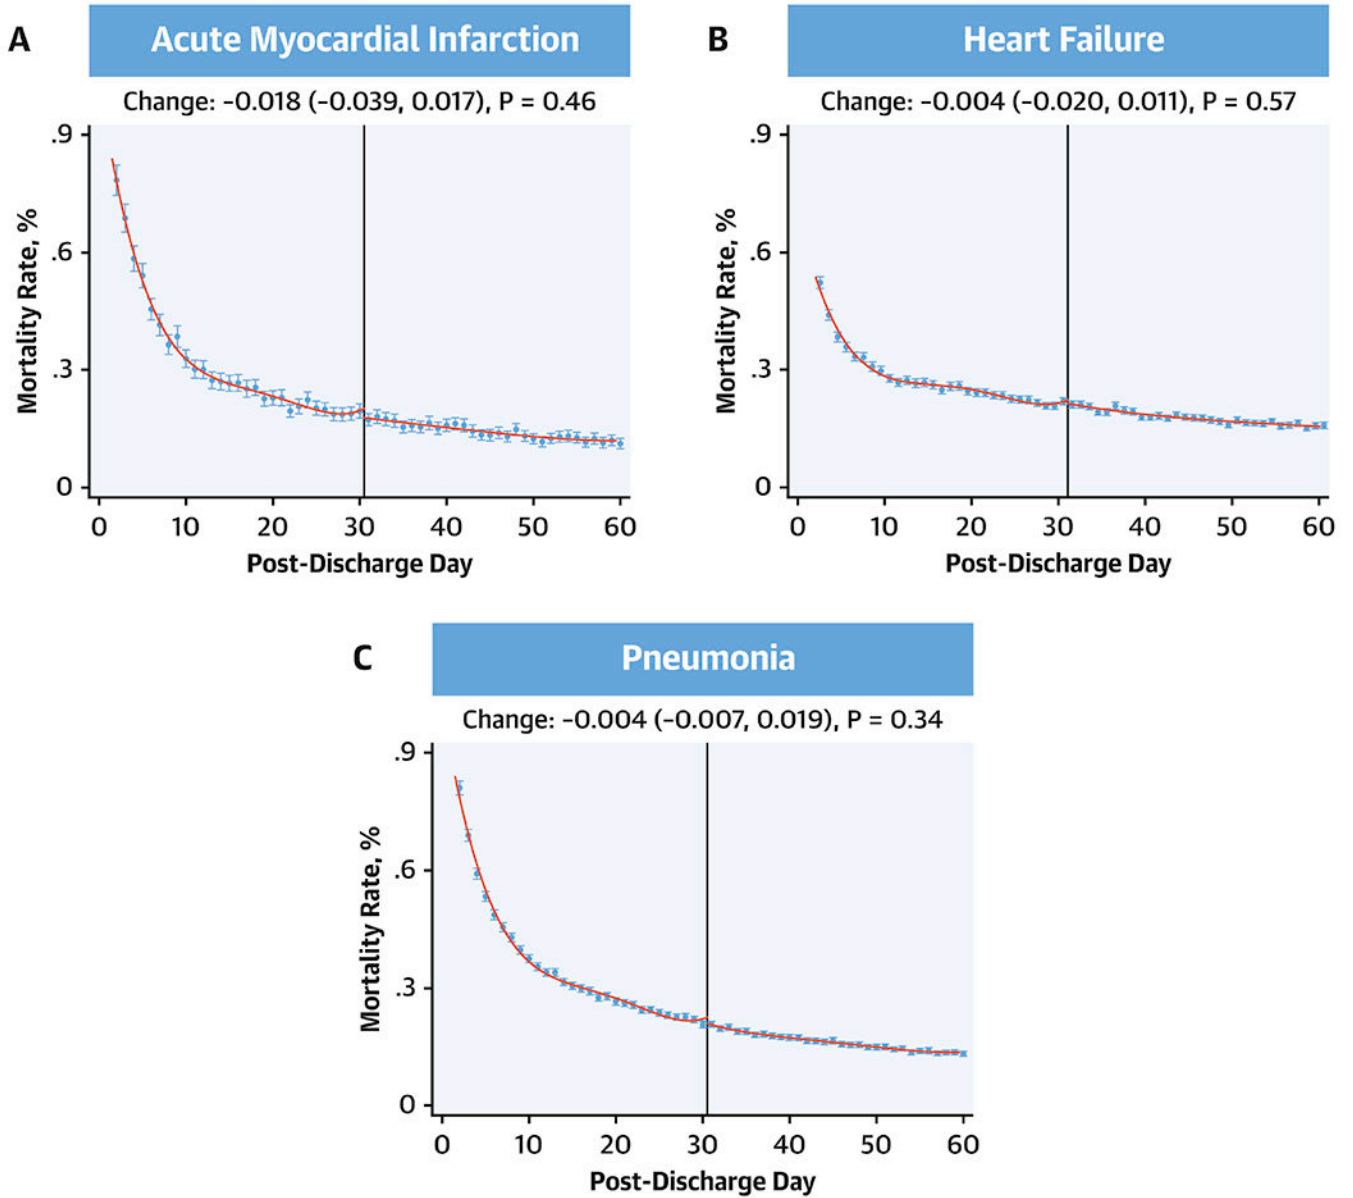 A
Acute Myocardial Infarction
Change: −0.018 (−0.039, 0.017), P = 0.46
Mortality Rate, %
.9
.6
.3
0
0 10 20 30 40 50 60
Post-Discharge Day
B
Heart Failure
Change: −0.004 (−0.020, 0.011), P = 0.57
Mortality Rate, %
.9
.6
.3
0
0 10 20 30 40 50 60
Post-Discharge Day
C
Pneumonia
Change: −0.004 (−0.007, 0.019), P = 0.34
Mortality Rate, %
.9
.6
.3
0
0 10 20 30 40 50 60
Post-Discharge Day